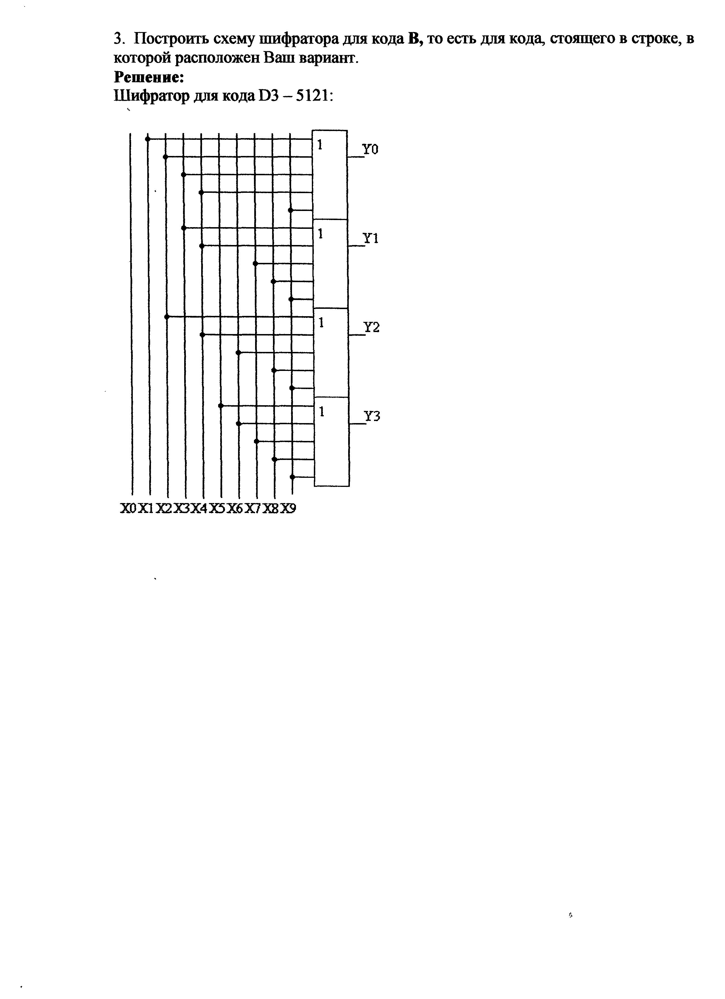 3. Построить схему шифратора для кода В, то есть для кода, стоящего в строке, в
которой расположен Ваш вариант.
Решение:
Шифратор для кода D3 – 5121:
1
Y0
1
Y1
1
Y2
1
Y3
X0 X1 X2 X3 X4 X5 X6 X7 X8 X9